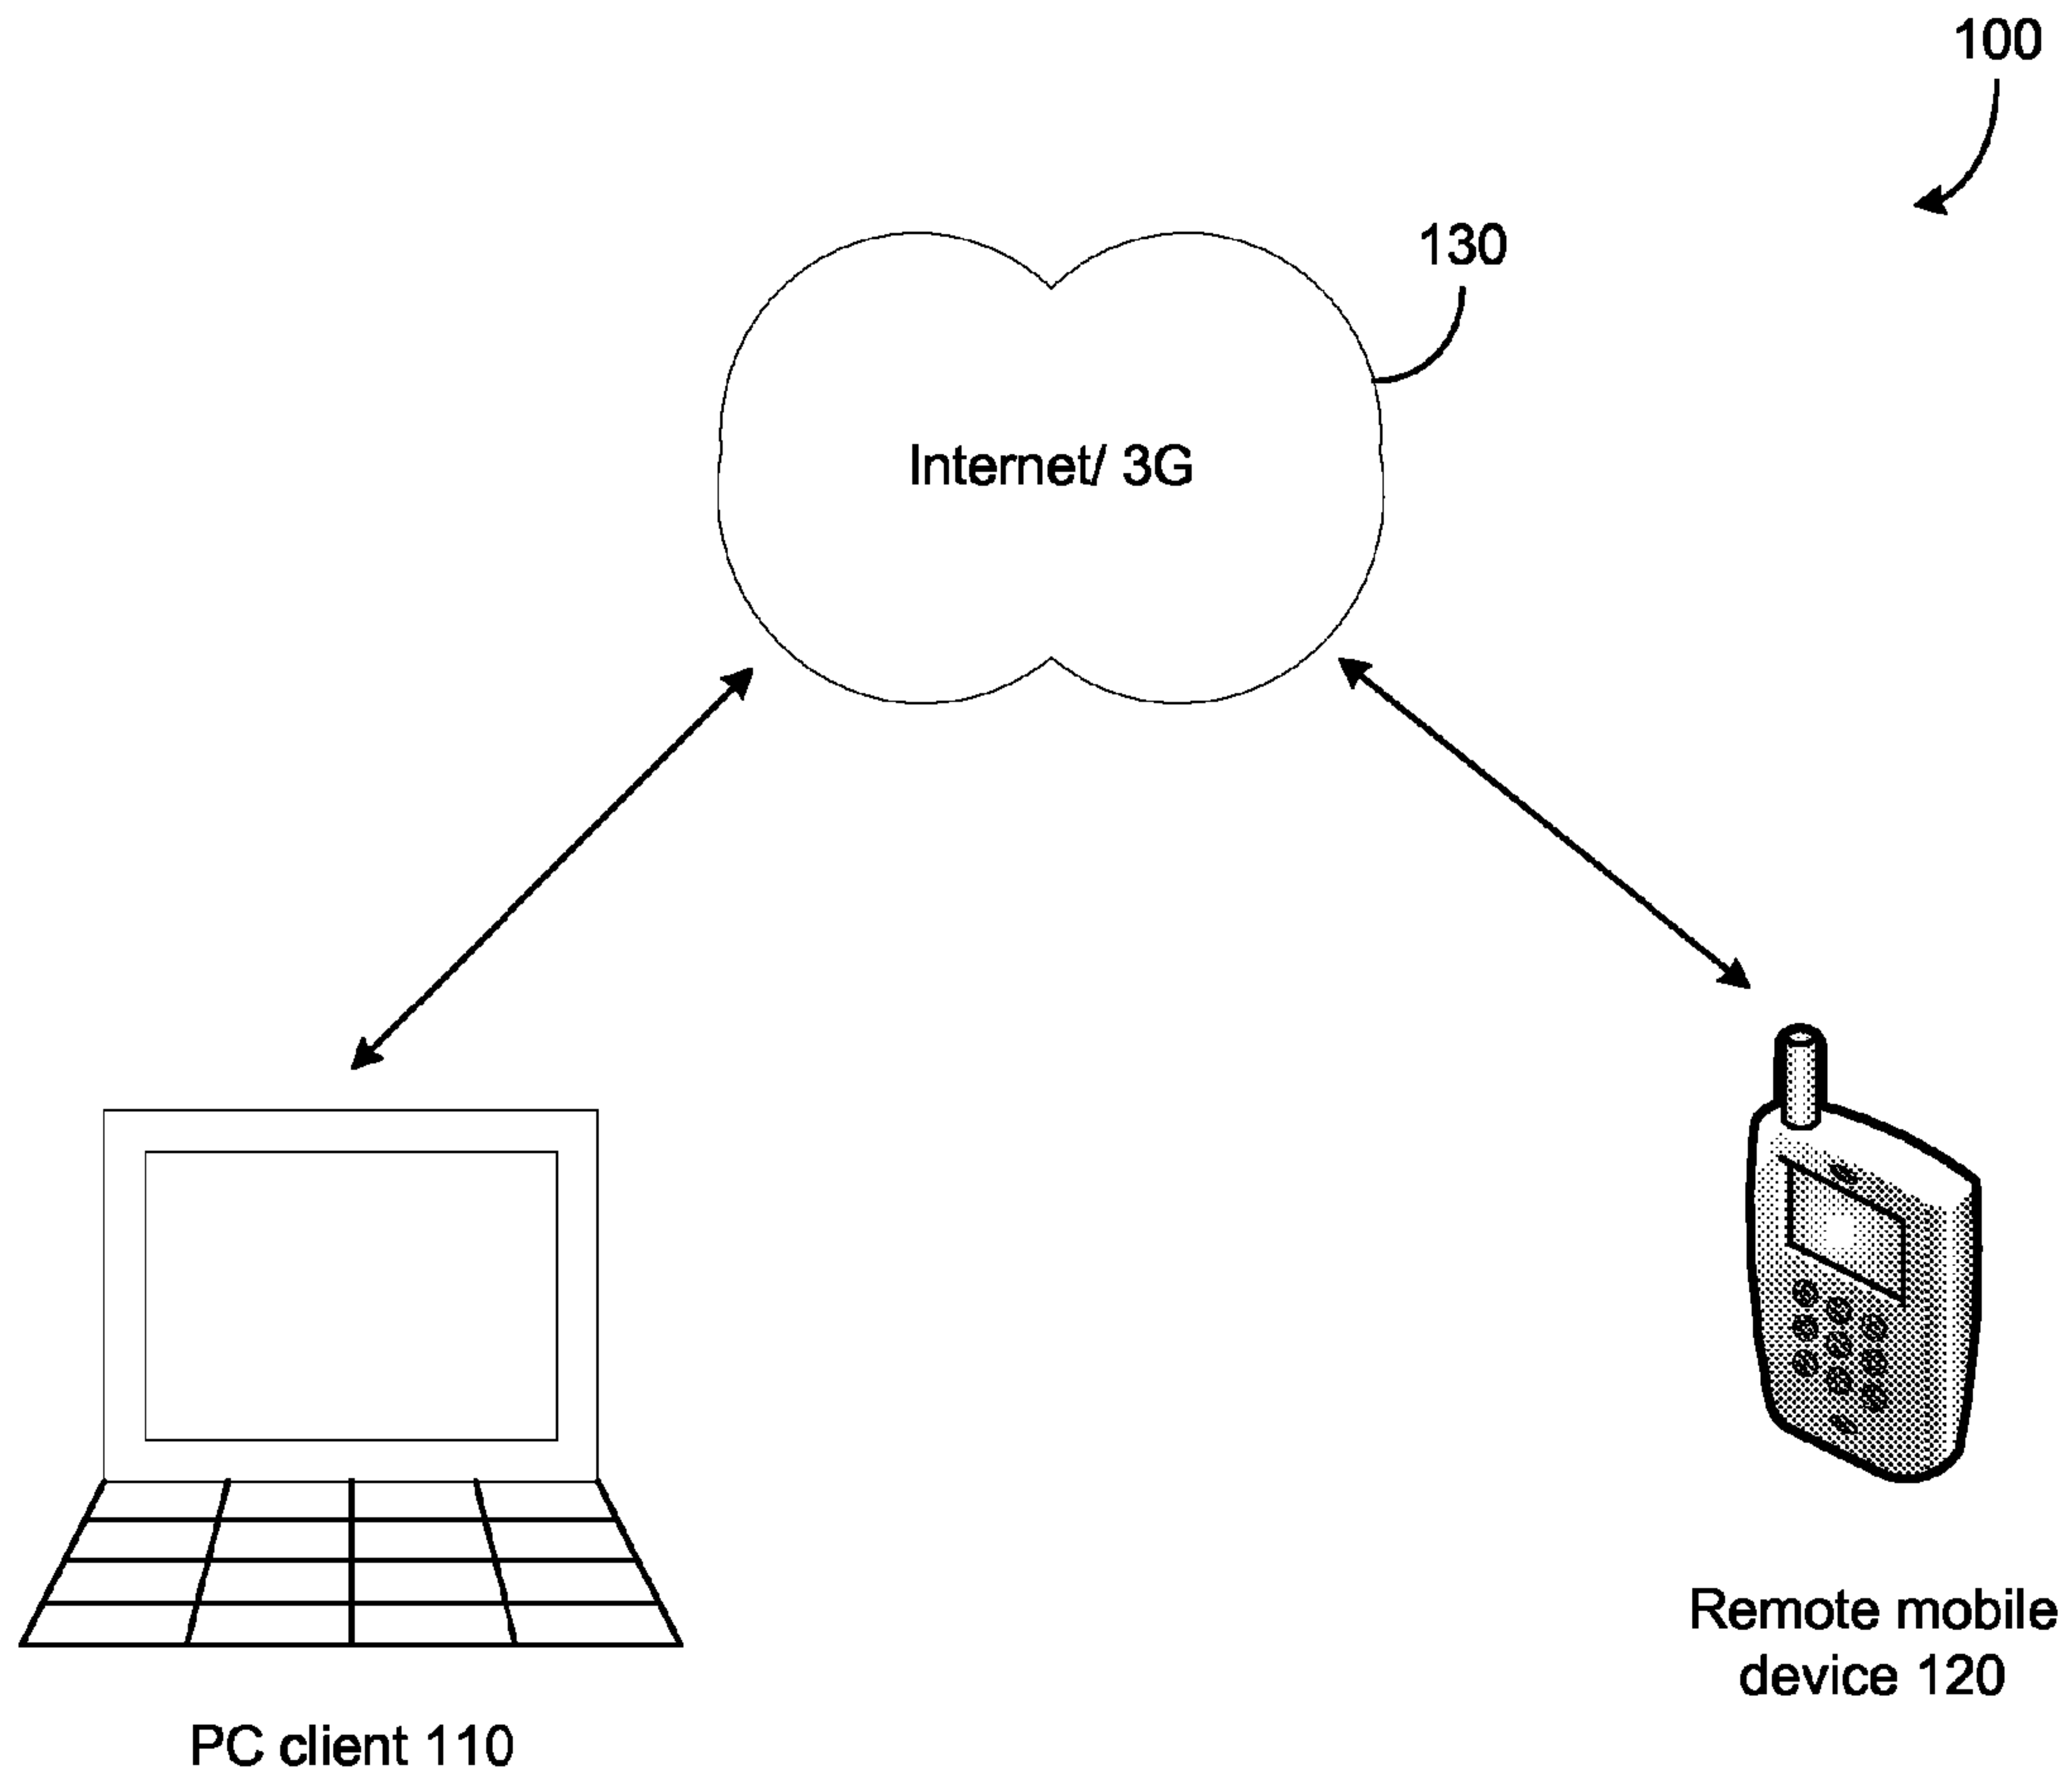 100
130
Internet/ 3G
Remote mobile
device 120
PC client 110